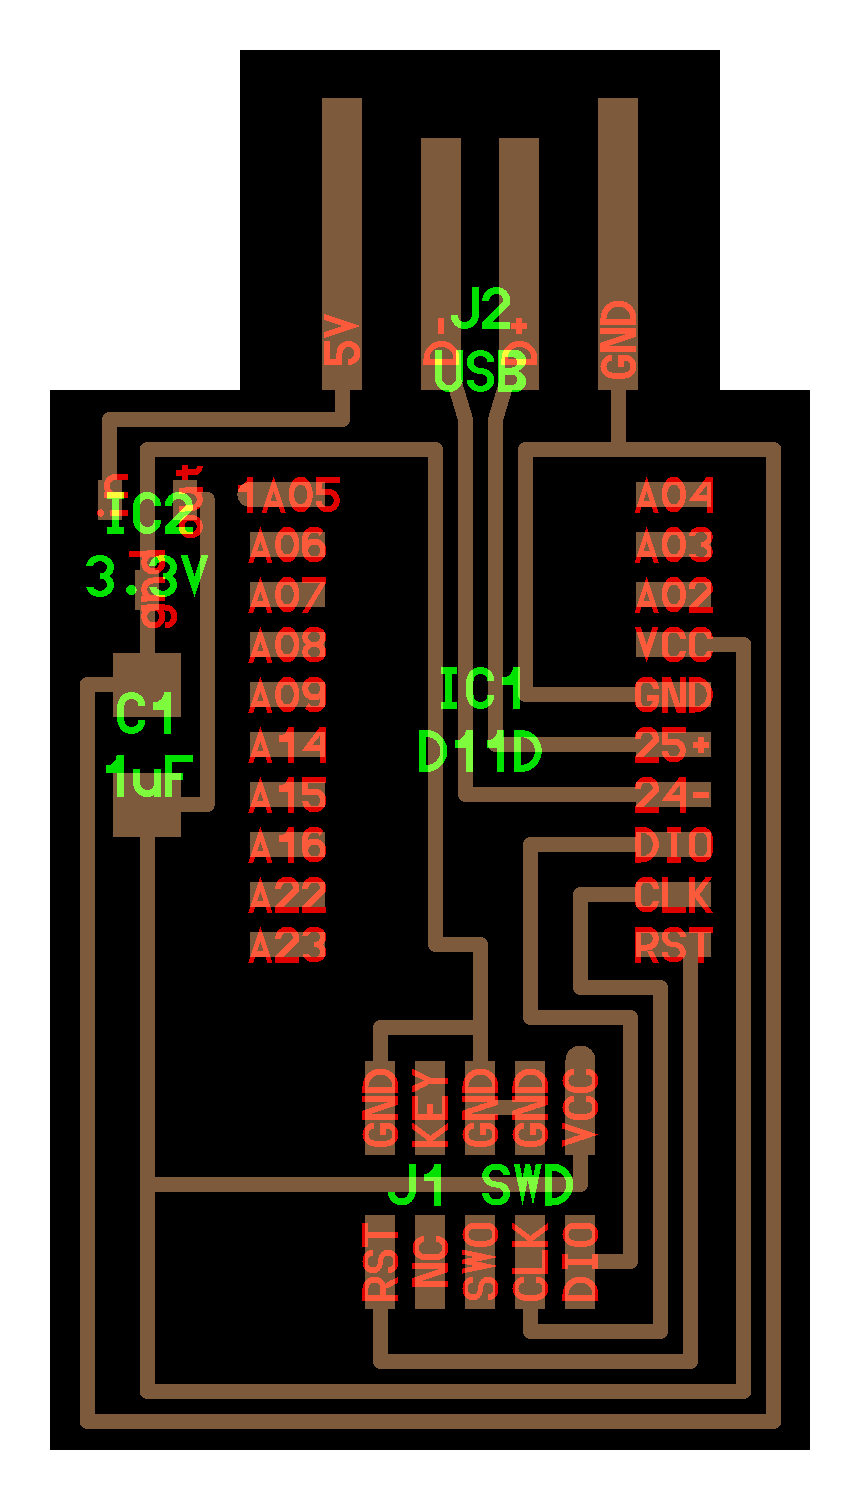 J2
USB
5V
D-
D+
GND
in
out
IC2
3.3V
gnd
C1
1uF
1A05
A06
A07
A08
A09
A14
A15
A16
A22
A23
IC1
D11D
A04
A03
A02
VCC
GND
25+
24-
DIO
CLK
RST
GND
KEY
GND
GND
VCC
J1 SWD
RST
NC
SWO
CLK
DIO